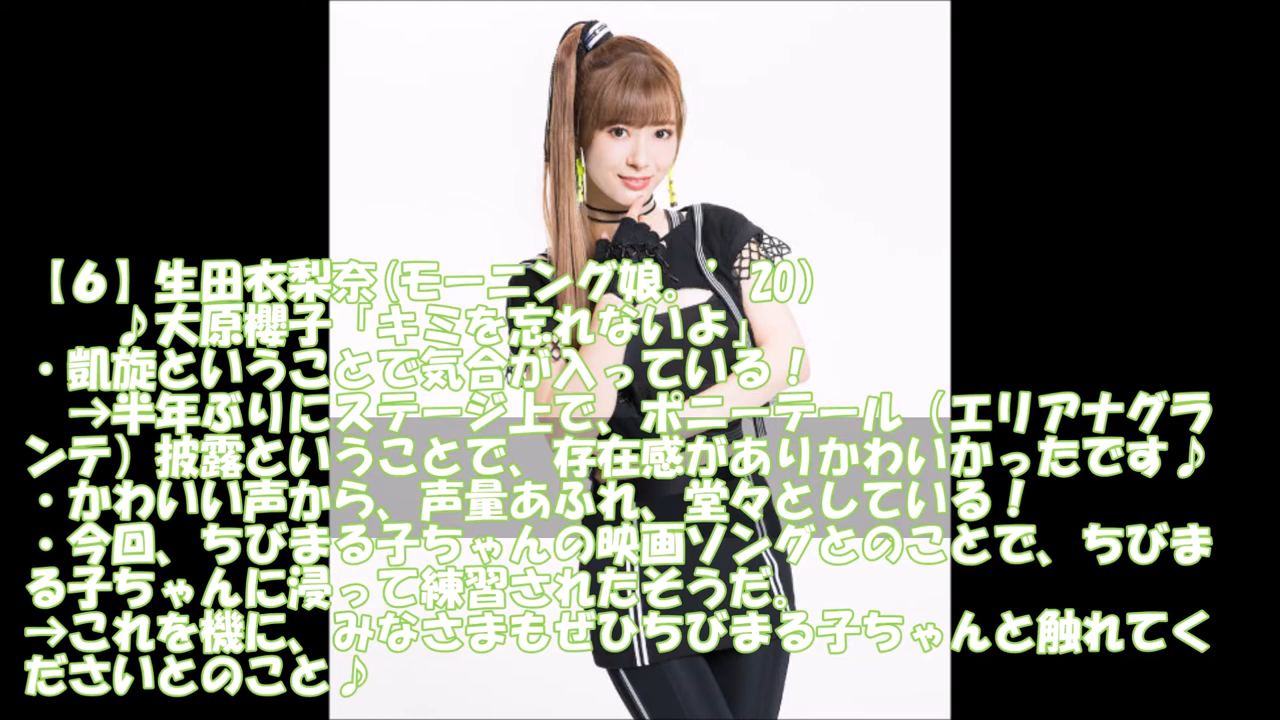 【6】生田衣梨奈(モーニング娘。’20)
♪大原櫻子「キミを忘れないよ」
・凱旋ということで気合が入っている！
→半年ぶりにステージ上で、ポニーテール（エリアナグラ
ンテ）披露ということで、存在感がありかわいかったです♪
・かわいい声から、声量あふれ、堂々としている！
・今回、ちびまる子ちゃんの映画ソングとのことで、ちびま
る子ちゃんに浸って練習されたそうだ。
→これを機に、みなさまもぜひちびまる子ちゃんと触れてく
ださいとのこと♪